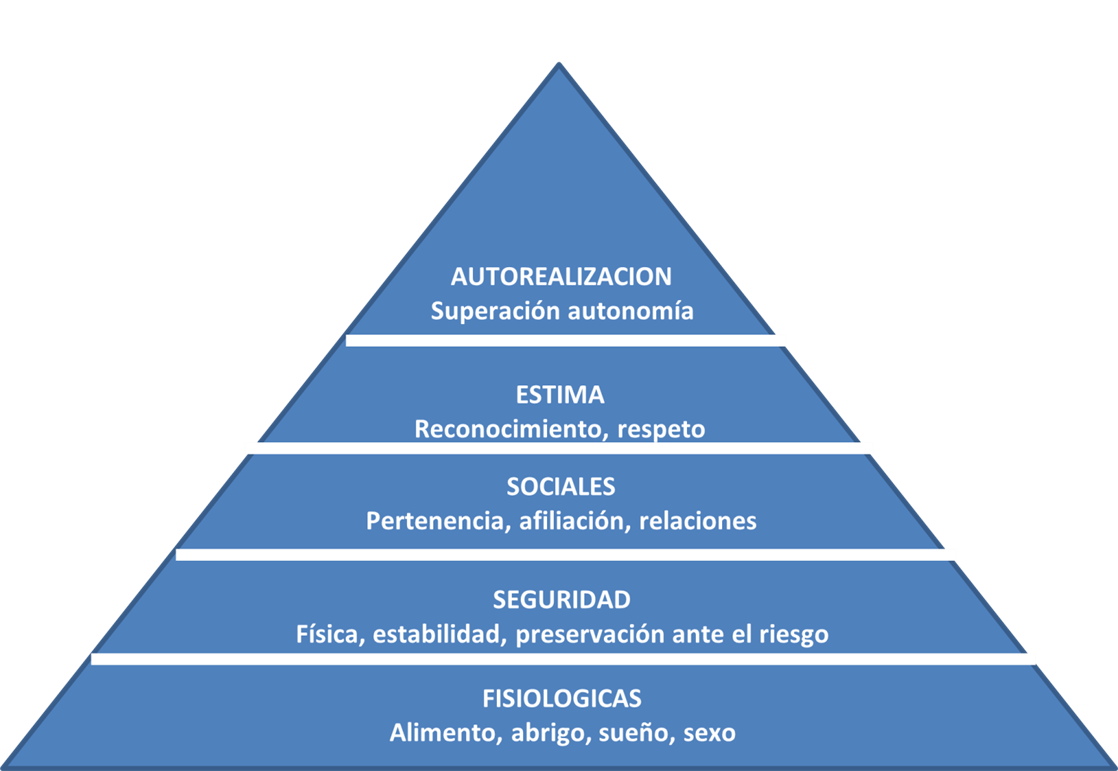 AUTOREALIZACION
Superación autonomía
ESTIMA
Reconocimiento, respeto
SOCIALES
Pertenencia, afiliación, relaciones
SEGURIDAD
Física, estabilidad, preservación ante el riesgo
FISIOLOGICAS
Alimento, abrigo, sueño, sexo